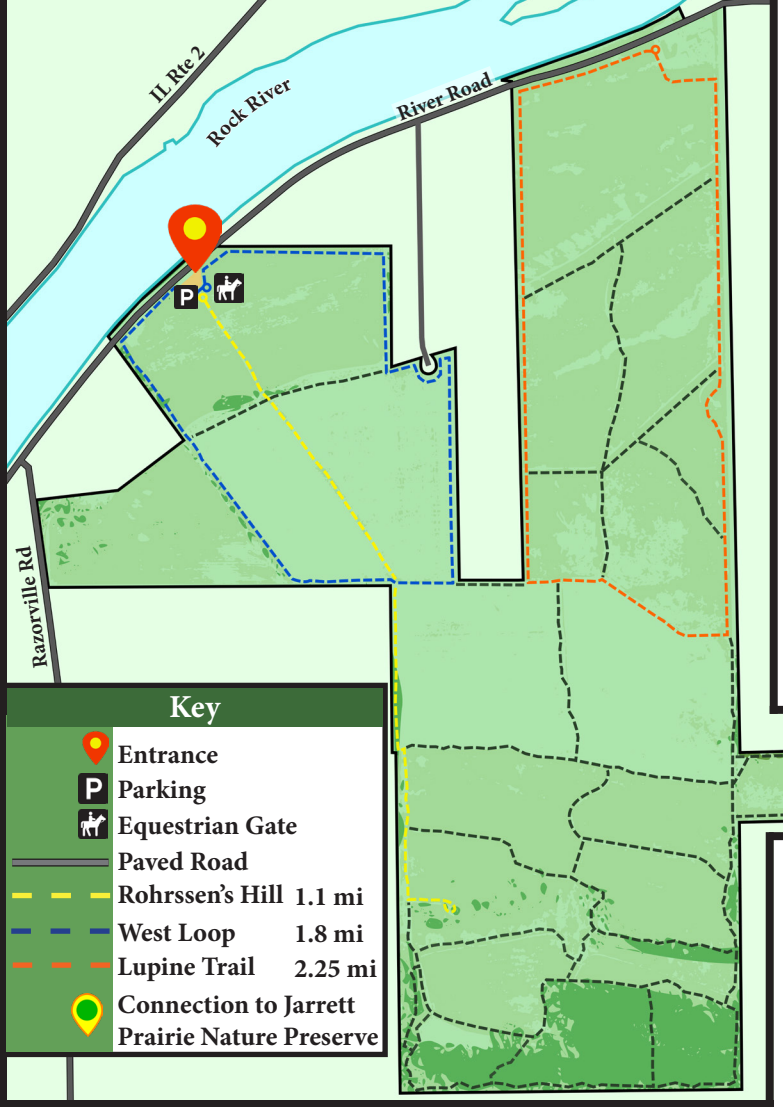 IL Rte 2
Rock River
River Road
P
Razorville Rd
Key
Entrance
P Parking
Equestrian Gate
Paved Road
Rohrssen's Hill 1.1 mi
West Loop 1.8 mi
Lupine Trail 2.25 mi
Connection to Jarrett
Prairie Nature Preserve